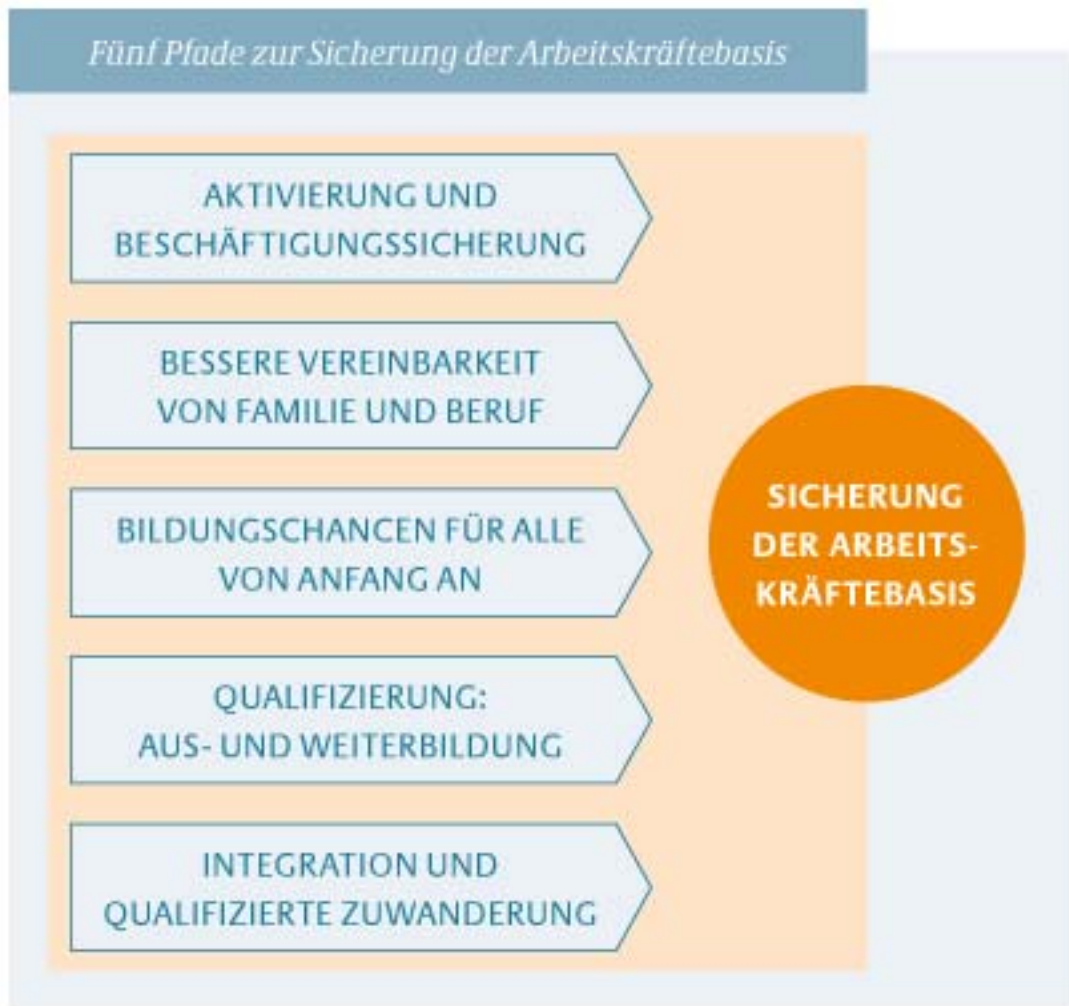 Fünf Pfade zur Sicherung der Arbeitskräftebasis
AKTIVIERUNG UND
BESCHÄFTIGUNGSSICHERUNG
BESSERE VEREINBARKEIT
VON FAMILIE UND BERUF
BILDUNGSCHANCEN FÜR ALLE
VON ANFANG AN
QUALIFIZIERUNG:
AUS- UND WEITERBILDUNG
INTEGRATION UND
QUALIFIZIERTE ZUWANDERUNG
SICHERUNG
DER ARBEITS-
KRÄFTEBASIS